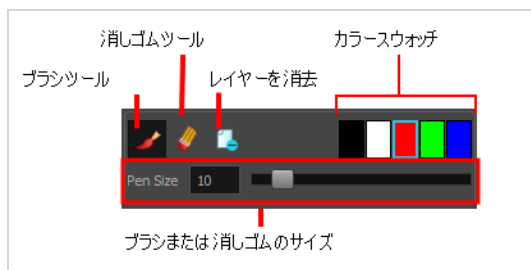 消しゴムツール
カラースウォッチ
ブラシツール
レイヤーを消去
Pen Size 10
ブラシまたは消しゴムのサイズ